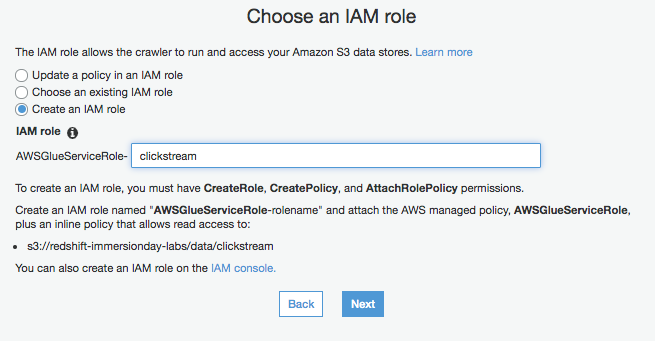 Choose an IAM role
The IAM role allows the crawler to run and access your Amazon S3 data stores. Learn more
Update a policy in an IAM role
Choose an existing IAM role
Create an IAM role
IAM role
AWSGlueServiceRole- clickstream
To create an IAM role, you must have CreateRole, CreatePolicy, and AttachRolePolicy permissions.
Create an IAM role named "AWSGlueServiceRole-rolename" and attach the AWS managed policy, AWSGlueServiceRole,
plus an inline policy that allows read access to:
• s3://redshift-immersionday-labs/data/clickstream
You can also create an IAM role on the IAM console.
Back Next